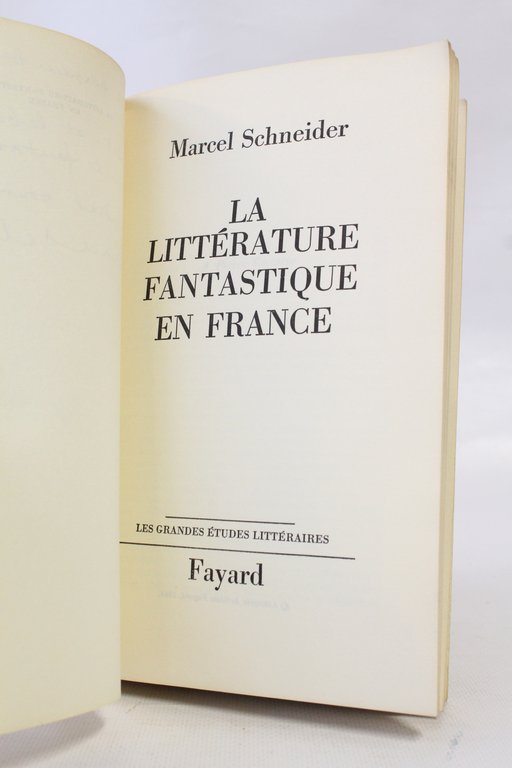 Marcel Schneider
LA
LITTÉRATURE
FANTASTIQUE
EN FRANCE
LES GRANDES ÉTUDES LITTÉRAIRES
Fayard